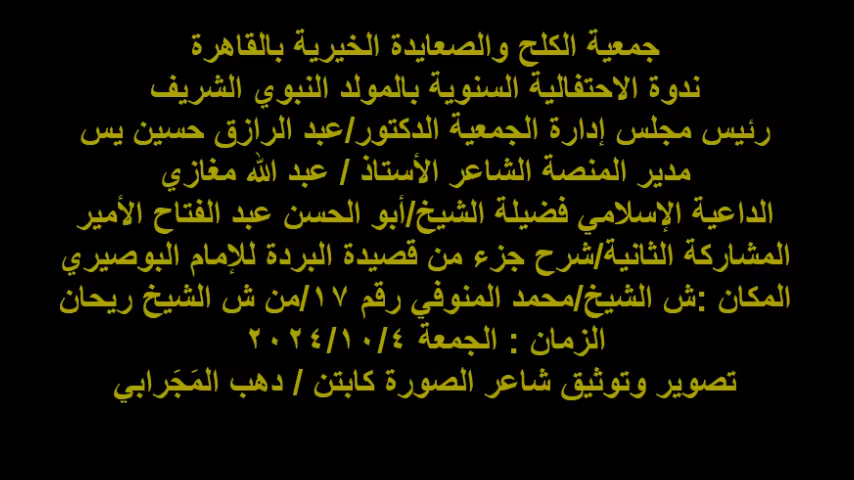 جمعية الكلح والصعايدة الخيرية بالقاهرة
ندوة الاحتفالية السنوية بالمولد النبوي الشريف
رئيس مجلس إدارة الجمعية الدكتور/عبد الرازق حسين يس
مدير المنصة الشاعر الأستاذ / عبد الله مغازي
الداعية الإسلامي فضيلة الشيخ/أبو الحسن عبد الفتاح الأمير
المشاركة الثانية/شرح جزء من قصيدة البردة للإمام البوصيري
المكان :ش الشيخ/محمد المنوفي رقم ١٧/من ش الشيخ ريحان
الزمان : الجمعة ٢٠٢٤/١٠/٤
تصوير وتوثيق شاعر الصورة كابتن / دهب المَجَرابي